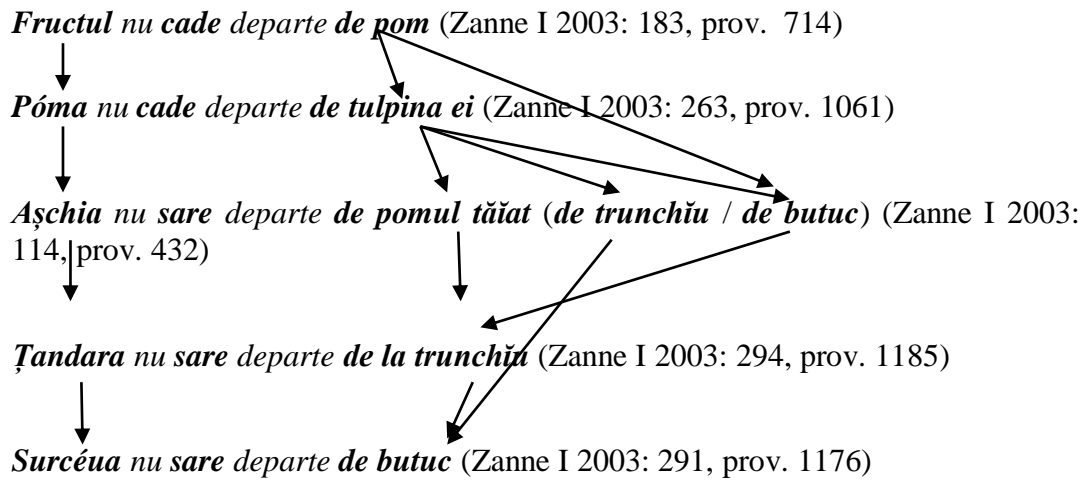 Fructul nu cade departe de pom (Zanne I 2003: 183, prov. 714)
Póma nu cade departe de tulpina ei (Zanne I 2003: 263, prov. 1061)
Așchia nu sare departe de pomul tăĭat (de trunchĭu / de butuc) (Zanne I 2003:
114, prov. 432)
Țandara nu sare departe de la trunchĭu (Zanne I 2003: 294, prov. 1185)
Surcéua nu sare departe de butuc (Zanne I 2003: 291, prov. 1176)